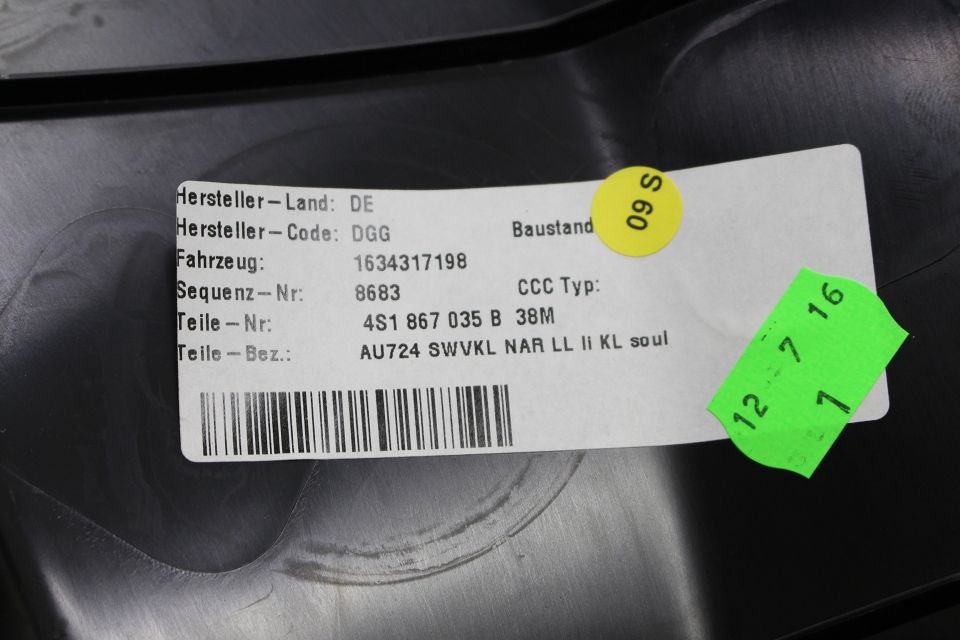 Hersteller-Land: DE
Hersteller-Code: DGG Baustand
Fahrzeug: 1634317198
Sequenz-Nr: 8683 CCC Typ:
Teile-Nr: 4S1 867 035 B 38M
Teile-Bez.: AU724 SWVKL NAR LL li KL soul
09 S
12 7 16
1